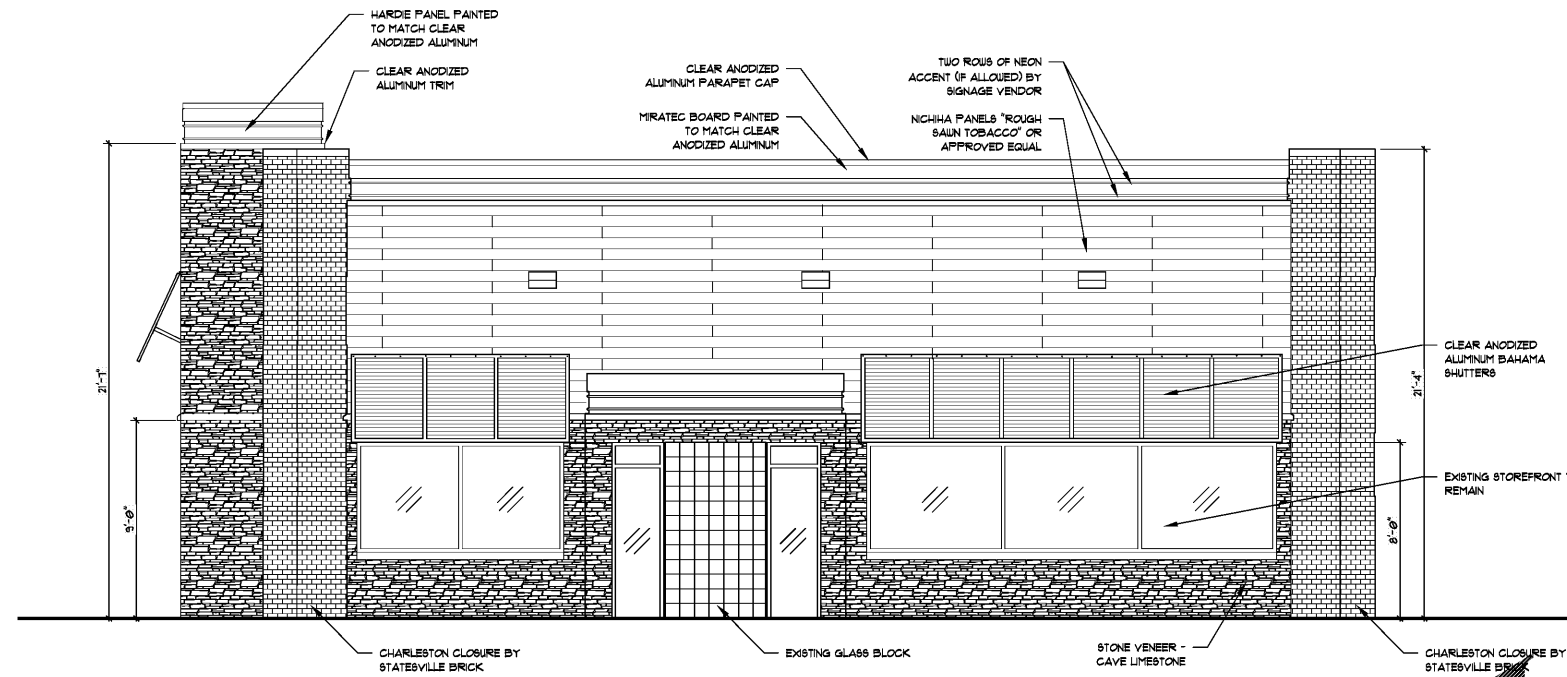 HARDIE PANEL PAINTED
TO MATCH CLEAR
ANODIZED ALUMINUM
CLEAR ANODIZED
ALUMINUM TRIM
CLEAR ANODIZED
ALUMINUM PARAPET CAP
MIRATEC BOARD PAINTED
TO MATCH CLEAR
ANODIZED ALUMINUM
TWO ROWS OF NEON
ACCENT (IF ALLOWED) BY
SIGNAGE VENDOR
NICHIHA PANELS "ROUGH
SAWN TOBACCO" OR
APPROVED EQUAL
21'-7"
9'-0"
21'-4"
8'-0"
CLEAR ANODIZED
ALUMINUM BAHAMA
SHUTTERS
EXISTING STOREFRONT
REMAIN
CHARLESTON CLOSURE BY
STATESVILLE BRICK
EXISTING GLASS BLOCK
STONE VENEER -
CAVE LIMESTONE
CHARLESTON CLOSURE BY
STATESVILLE BRICK